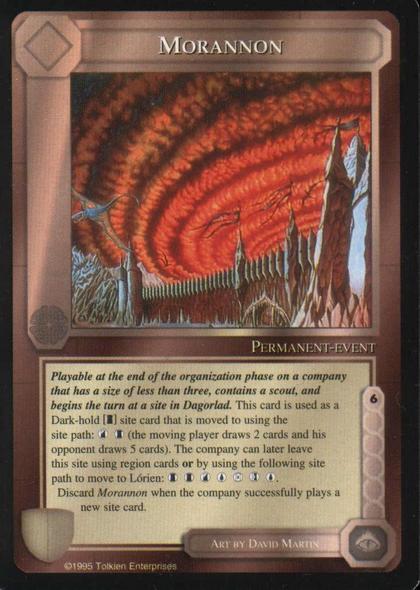 MORANNON
PERMANENT-EVENT
Playable at the end of the organization phase on a company
that has a size of less than three, contains a scout, and
begins the turn at a site in Dagorlad. This card is used as a
Dark-hold [ ] site card that is moved to using the
site path: (the moving player draws 2 cards and his
opponent draws 5 cards). The company can later leave
this site using region cards or by using the following site
path to move to Lórien:
Discard Morannon when the company successfully plays a
new site card.
6
ART BY DAVID MARTIN
©1995 Tolkien Enterprises